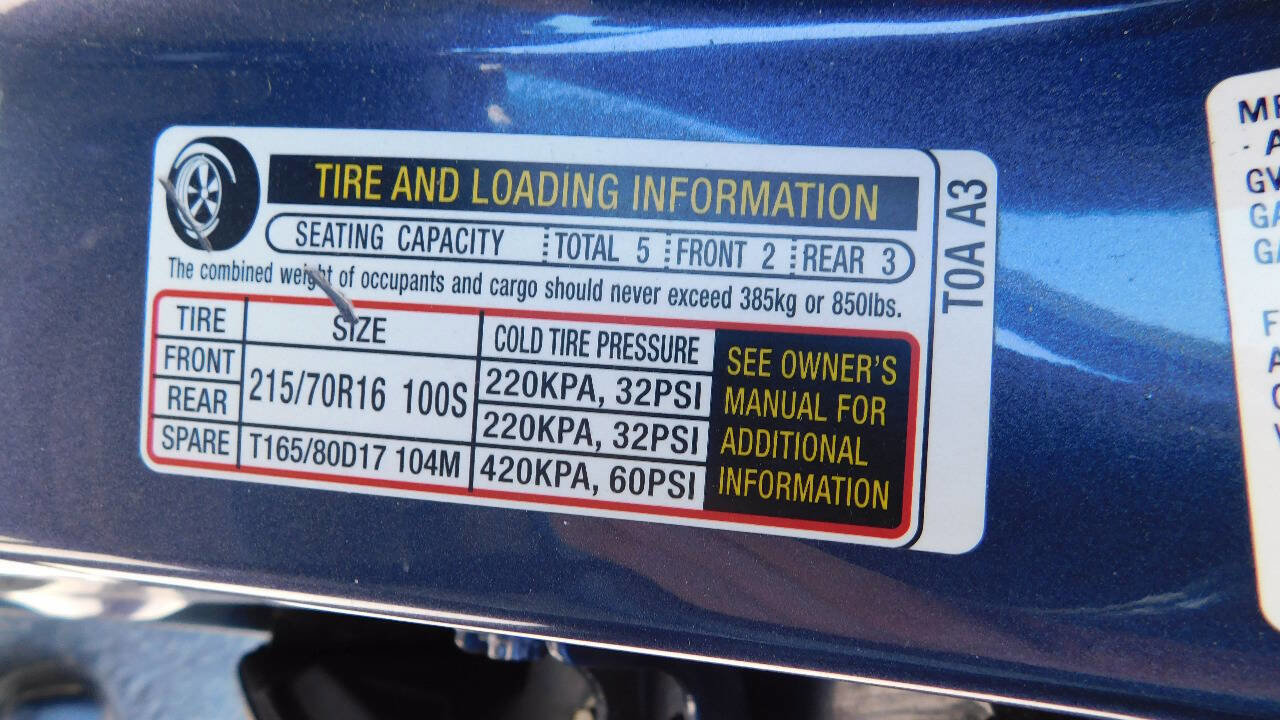 TIRE AND LOADING INFORMATION
SEATING CAPACITY TOTAL 5 FRONT 2 REAR 3
The combined weight of occupants and cargo should never exceed 385kg or 850lbs.
TIRE SIZE COLD TIRE PRESSURE
FRONT 215/70R16 100S 220KPA, 32PSI
REAR 220KPA, 32PSI
SPARE T165/80D17 104M 420KPA, 60PSI
SEE OWNER'S
MANUAL FOR
ADDITIONAL
INFORMATION
T0A A3